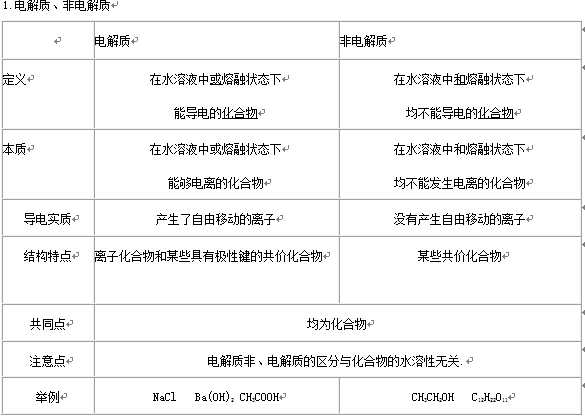 1.电解质、非电解质
电解质 非电解质
定义 在水溶液中或熔融状态下 在水溶液中和熔融状态下
能导电的化合物 均不能导电的化合物
本质 在水溶液中或熔融状态下 在水溶液中和熔融状态下
能够电离的化合物 均不能发生电离的化合物
导电实质 产生了自由移动的离子 没有产生自由移动的离子
结构特点 离子化合物和某些具有极性键的共价化合物 某些共价化合物
共同点 均为化合物
注意点 电解质非、电解质的区分与化合物的水溶性无关.
举例 NaCl Ba(OH)₂ CH₃COOH CH₃CH₂OH C₁₂H₂₂O₁₁